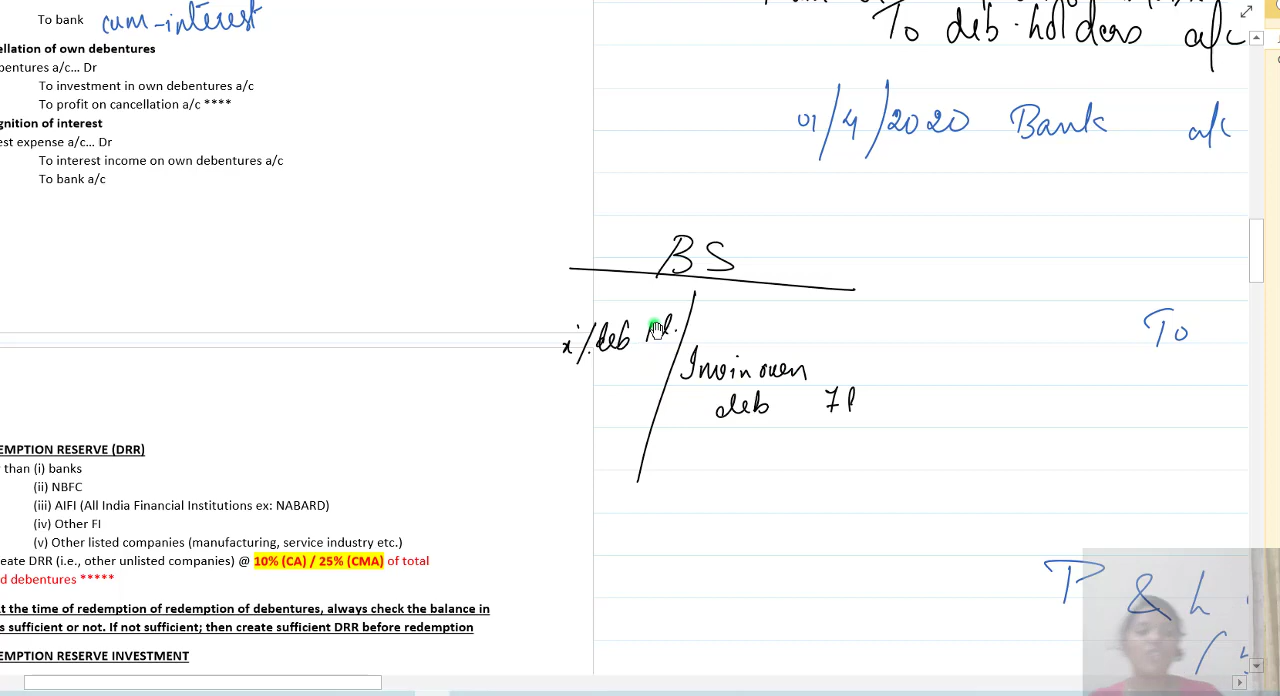 To bank cum-interest
ellation of own debentures
bentures a/c… Dr
To investment in own debentures a/c
To profit on cancellation a/c ****
gnition of interest
est expense a/c… Dr
To interest income on own debentures a/c
To bank a/c
EMPTION RESERVE (DRR)
r than (i) banks
(ii) NBFC
(iii) AIFI (All India Financial Institutions ex: NABARD)
(iv) Other FI
(v) Other listed companies (manufacturing, service industry etc.)
eate DRR (i.e., other unlisted companies) @ 10% (CA) / 25% (CMA) of total
d debentures *****
At the time of redemption of redemption of debentures, always check the balance in
s sufficient or not. If not sufficient; then create sufficient DRR before redemption
EMPTION RESERVE INVESTMENT
To deb. holders a/c
01/4/2020 Bank a/c
BS
x % deb
Inv in own
deb 7l
To
P & L